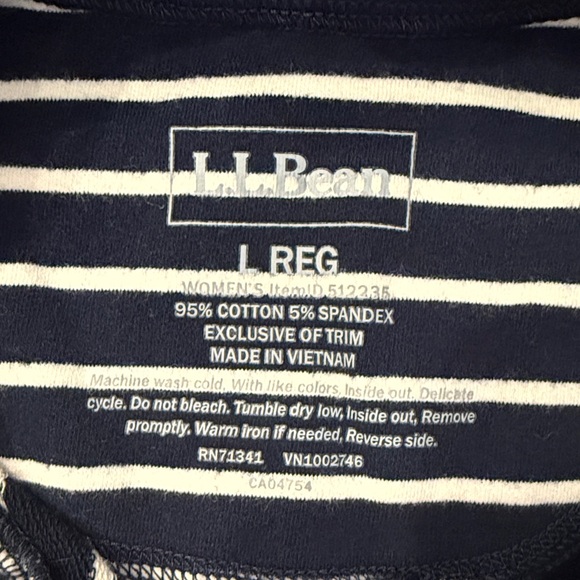 L.L.Bean
L REG
WOMEN'S ItemID 512235
95% COTTON 5% SPANDEX
EXCLUSIVE OF TRIM
MADE IN VIETNAM
Machine wash cold, With like colors, Inside out, Delicate
cycle. Do not bleach. Tumble dry low, Inside out, Remove
promptly. Warm iron if needed, Reverse side.
RN71341 VN1002746
CA04754